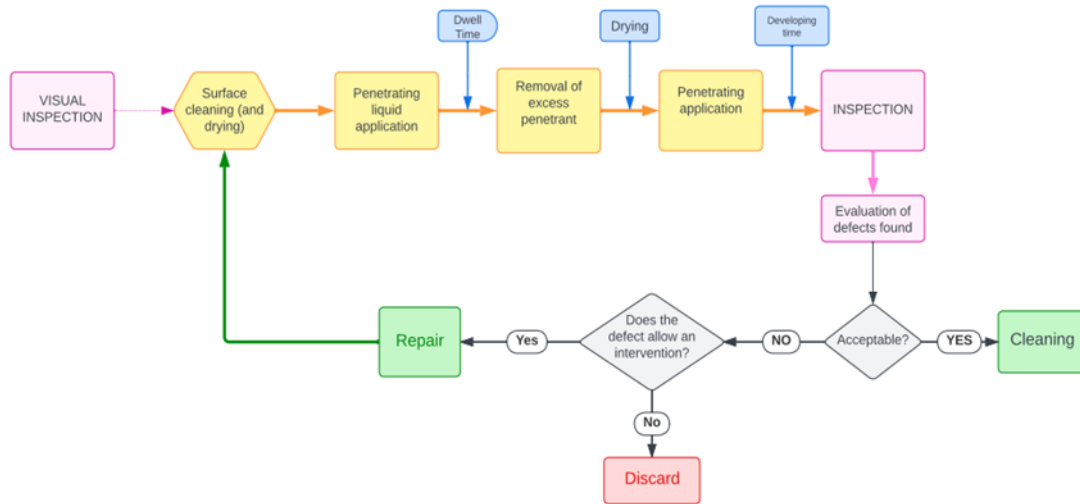 Dwell
Time
Drying
Developing
time
VISUAL
INSPECTION
Surface
cleaning (and
drying)
Penetrating
liquid
application
Removal of
excess
penetrant
Penetrating
application
INSPECTION
Evaluation of
defects found
Does the
defect allow an
intervention?
Repair
Yes
NO
Acceptable?
YES
Cleaning
No
Discard